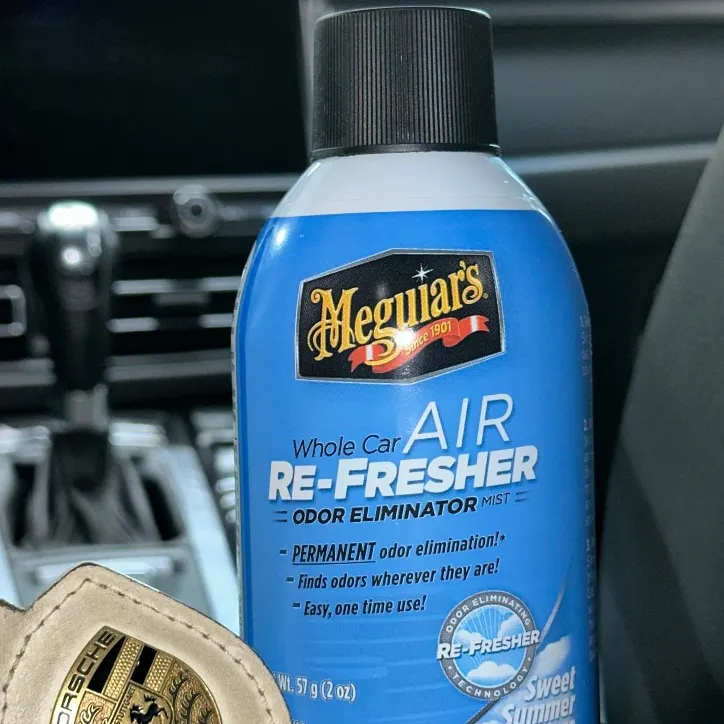 Meguiar's
Since 1901
Whole Car AIR
RE-FRESHER
ODOR ELIMINATOR MIST
- PERMANENT odor elimination!*
- Finds odors wherever they are!
- Easy, one time use!
ODOR ELIMINATING
RE-FRESHER
• TECHNOLOGY •
Wt. 57 g (2 oz)
Sweet
Summer
PORSCHE